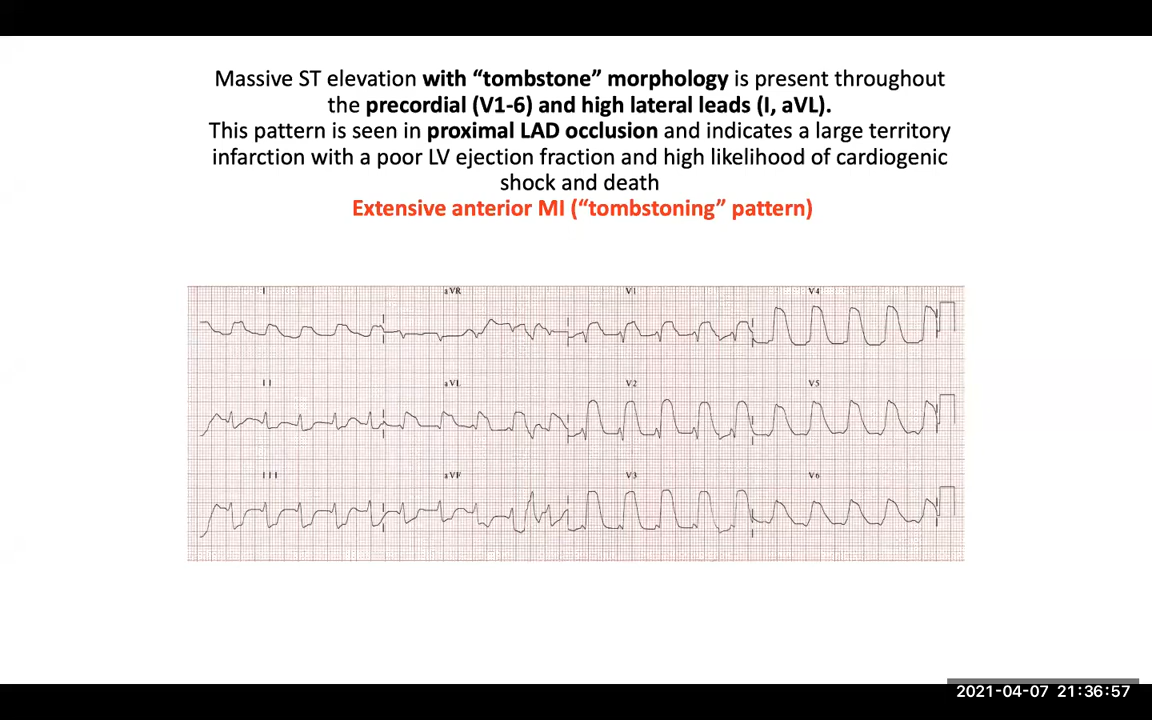 Massive ST elevation with “tombstone” morphology is present throughout
the precordial (V1-6) and high lateral leads (I, aVL).
This pattern is seen in proximal LAD occlusion and indicates a large territory
infarction with a poor LV ejection fraction and high likelihood of cardiogenic
shock and death
Extensive anterior MI (“tombstoning” pattern)
I aVR V1 V4
II aVL V2 V5
III aVF V3 V6
2021-04-07 21:36:57